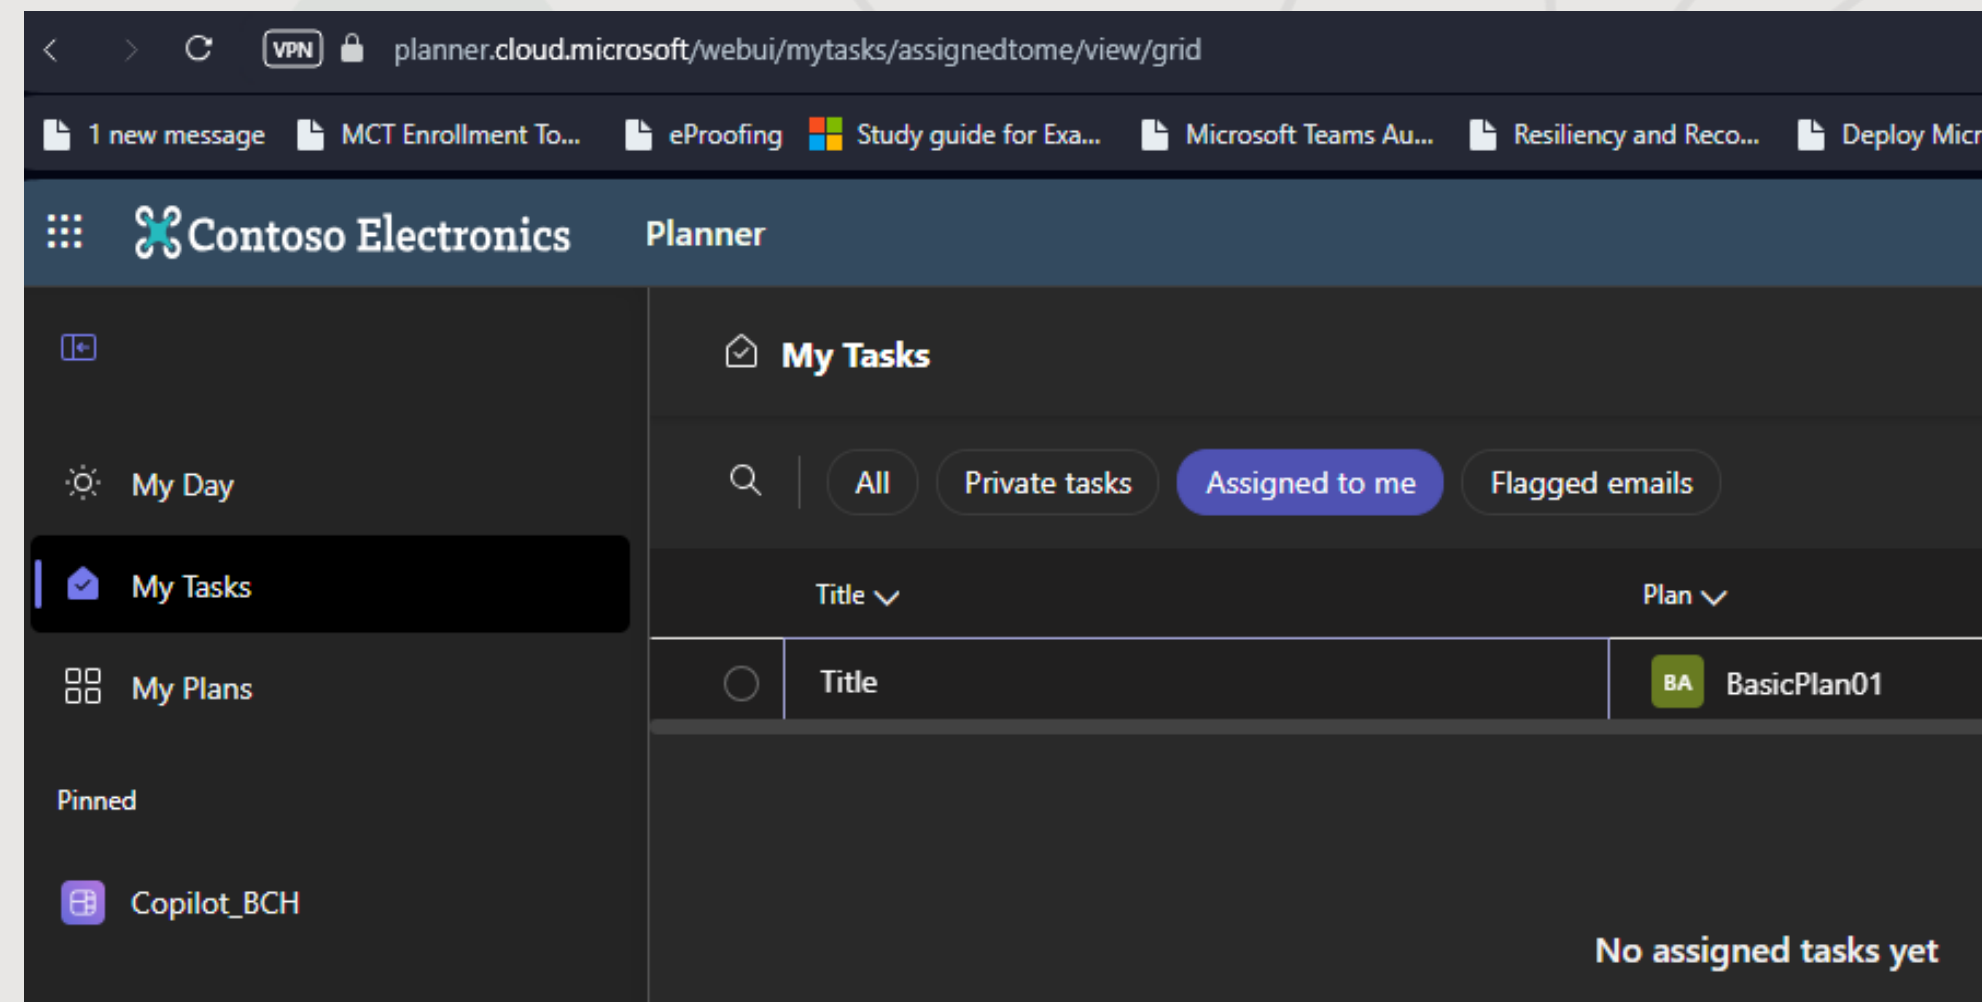 VPN planner.cloud.microsoft/webui/mytasks/assignedtome/view/grid
1 new message MCT Enrollment To... eProofing Study guide for Exa... Microsoft Teams Au... Resiliency and Reco... Deploy Micr
Contoso Electronics Planner
My Tasks
My Day
All Private tasks Assigned to me Flagged emails
My Tasks
Title Plan
My Plans
Title BA BasicPlan01
Pinned
Copilot_BCH
No assigned tasks yet